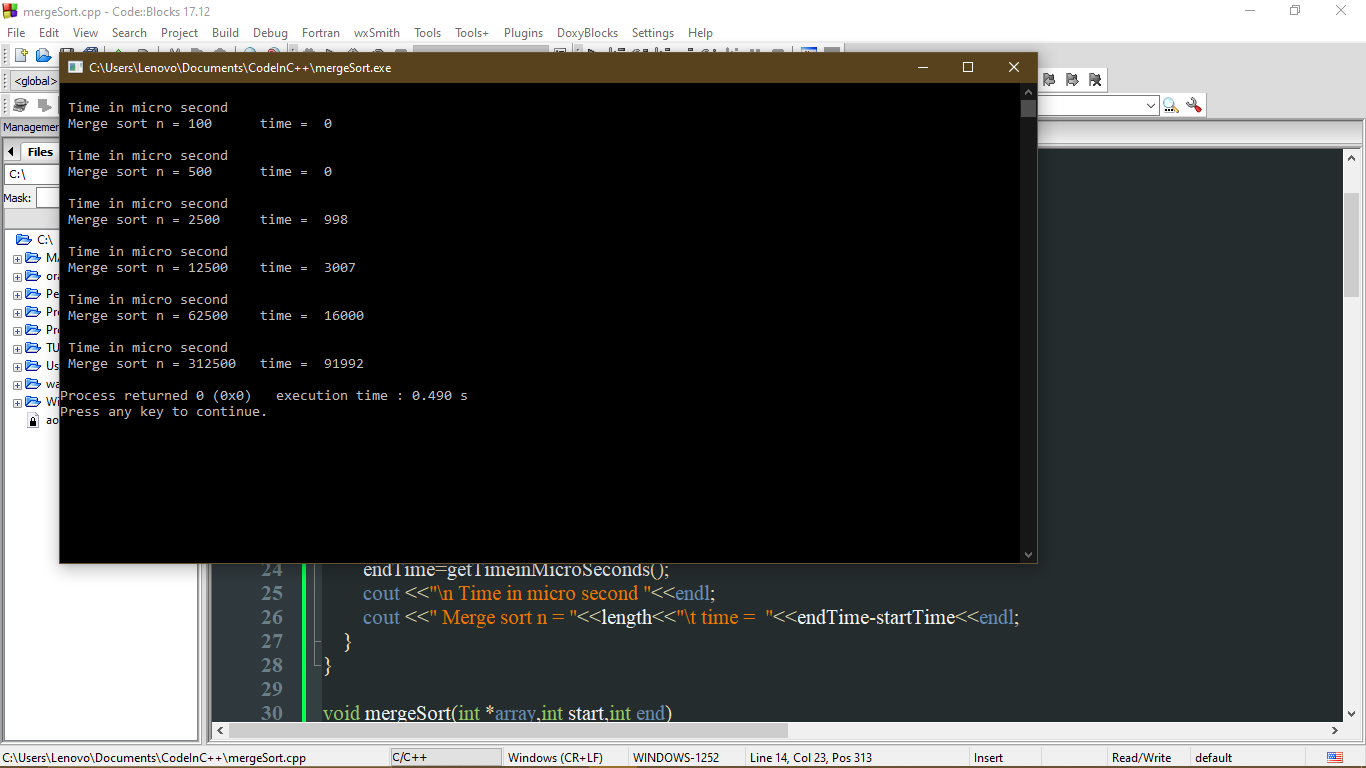 mergeSort.cpp - Code::Blocks 17.12
File Edit View Search Project Build Debug Fortran wxSmith Tools Tools+ Plugins DoxyBlocks Settings Help
C:\Users\Lenovo\Documents\CodeInC++\mergeSort.exe
<global>
Managemen
Files
C:\
Mask:
C:\
ora
Pe
Pr
Pr
TU
Us
wa
Wi
ao
Time in micro second
Merge sort n = 100 time = 0
Time in micro second
Merge sort n = 500 time = 0
Time in micro second
Merge sort n = 2500 time = 998
Time in micro second
Merge sort n = 12500 time = 3007
Time in micro second
Merge sort n = 62500 time = 16000
Time in micro second
Merge sort n = 312500 time = 91992
Process returned 0 (0x0) execution time : 0.490 s
Press any key to continue.
24 endTime=getTimeinMicroSeconds();
25 cout <<"\n Time in micro second "<<endl;
26 cout <<" Merge sort n = "<<length<<"\t time =  "<<endTime-startTime<<endl;
27 }
28 }
29
30 void mergeSort(int *array,int start,int end)
C:\Users\Lenovo\Documents\CodeInC++\mergeSort.cpp C/C++ Windows (CR+LF) WINDOWS-1252 Line 14, Col 23, Pos 313 Insert Read/Write default